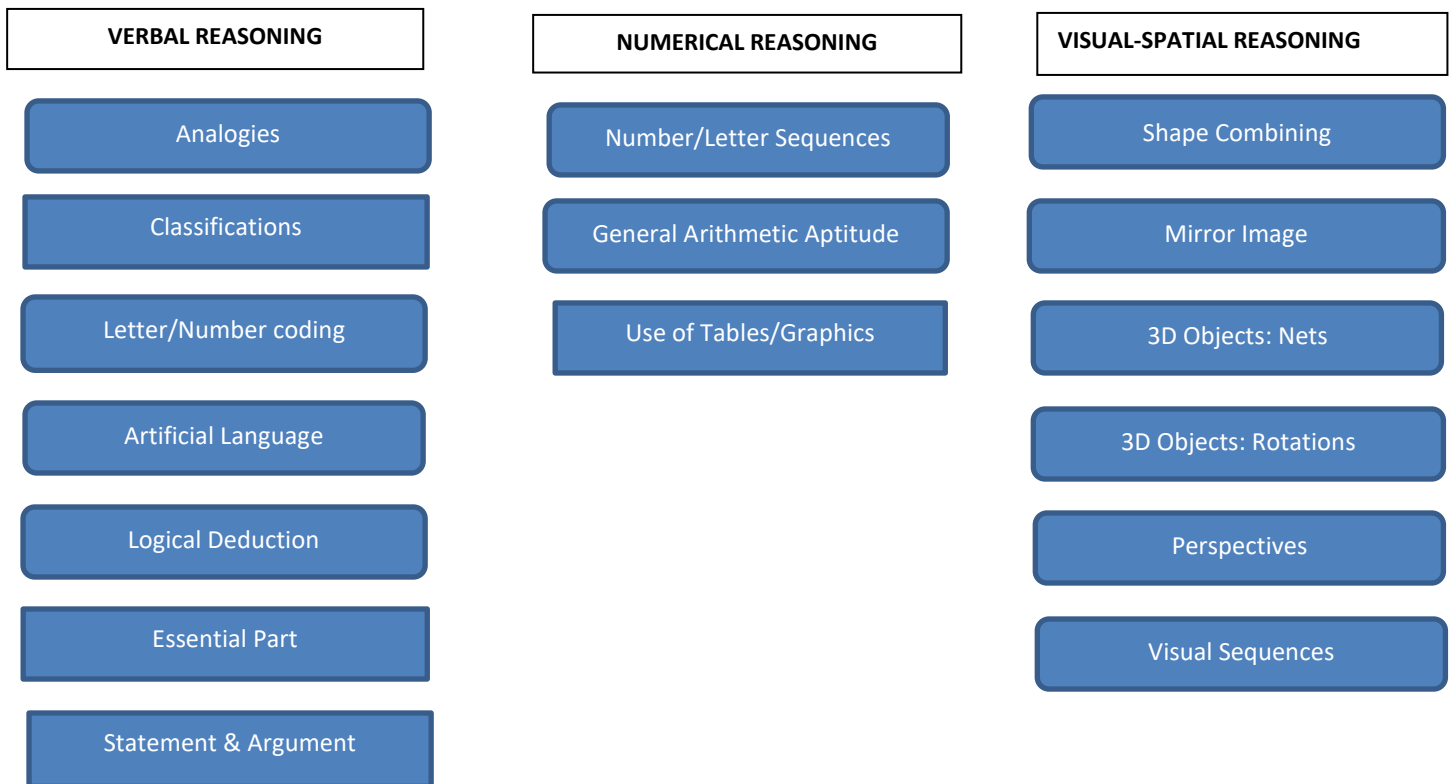 VERBAL REASONING
Analogies
Classifications
Letter/Number coding
Artificial Language
Logical Deduction
Essential Part
Statement & Argument
NUMERICAL REASONING
Number/Letter Sequences
General Arithmetic Aptitude
Use of Tables/Graphics
VISUAL-SPATIAL REASONING
Shape Combining
Mirror Image
3D Objects: Nets
3D Objects: Rotations
Perspectives
Visual Sequences